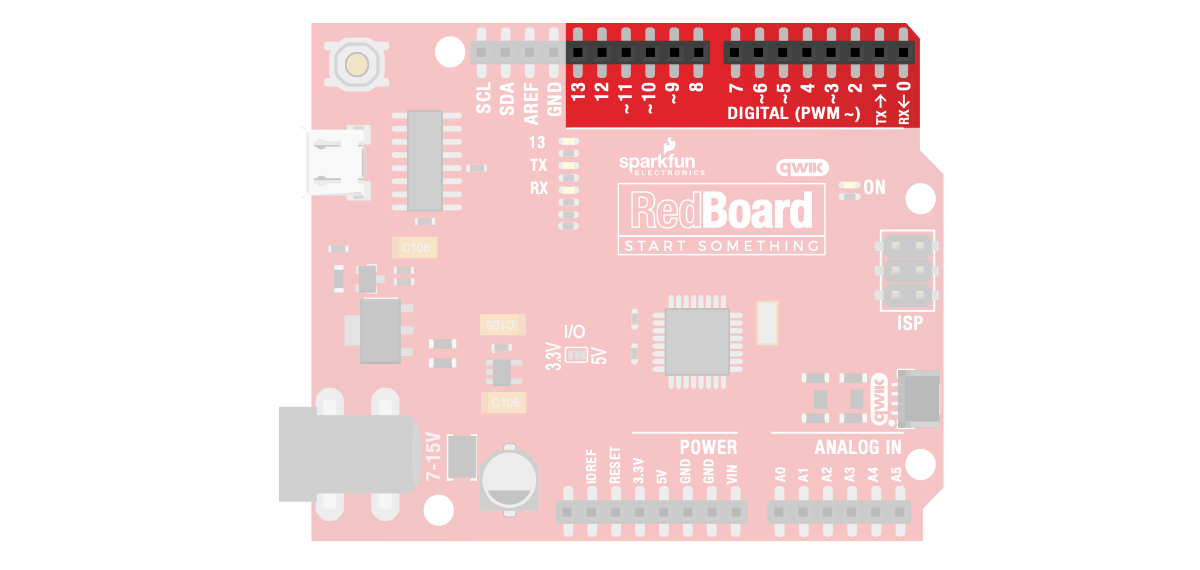 SCL SDA AREF GND 13 12 ~11 ~10 ~9 8 7 ~6 ~5 4 ~3 2 TX→1 RX←0
DIGITAL (PWM ~)
13
TX
RX
sparkfun
ELECTRONICS
qwiic
ON
RedBoard
START SOMETHING
C106
ISP
C106
I/O
3.3V 5V
C106
qwiic
7-15V
POWER
ANALOG IN
IOREF RESET 3.3V 5V GND GND VIN
A0 A1 A2 A3 A4 A5